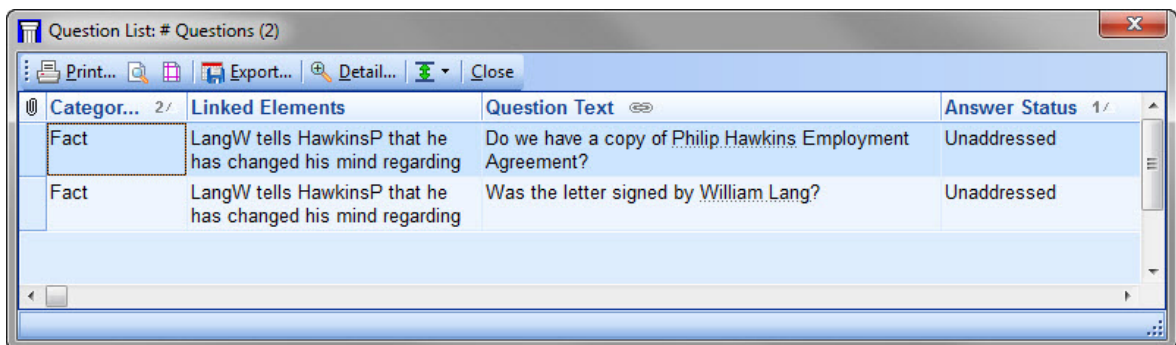 Question List: # Questions (2)
Print... Export... Detail... Close
Categor... 2 Linked Elements Question Text Answer Status 1
Fact LangW tells HawkinsP that he Do we have a copy of Philip Hawkins Employment Unaddressed
has changed his mind regarding Agreement?
Fact LangW tells HawkinsP that he Was the letter signed by William Lang? Unaddressed
has changed his mind regarding